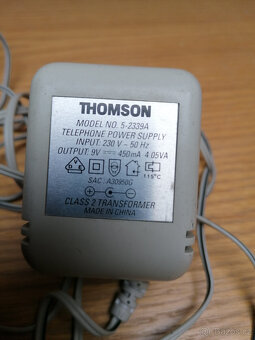 THOMSON
MODEL NO. 5-2339A
TELEPHONE POWER SUPPLY
INPUT: 230 V ~ 50 Hz
OUTPUT: 9V ⎓ 450mA 4.05VA
115°C
SAC A30950G
CLASS 2 TRANSFORMER
MADE IN CHINA